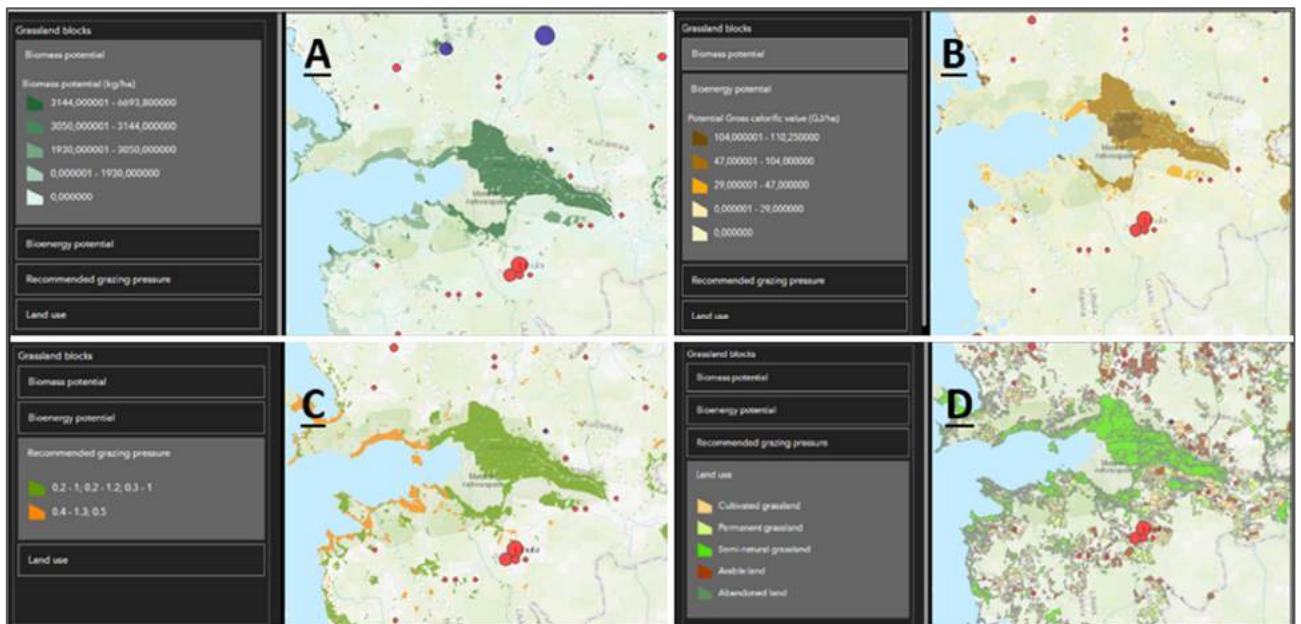 Grassland blocks
Biomass potential
Biomass potential (kg/ha)
3144,000001 - 6693,800000
3050,000001 - 3144,000000
1930,000001 - 3050,000000
0,000001 - 1930,000000
0,000000
Bioenergy potential
Recommended grazing pressure
Land use
A
Kullamaa
Grassland blocks
Biomass potential
Bioenergy potential
Potential Gross calorific value (GJ/ha)
104,000001 - 110,250000
47,000001 - 104,000000
29,000001 - 47,000000
0,000001 - 29,000000
0,000000
Recommended grazing pressure
Land use
B
Kullamaa
Grassland blocks
Biomass potential
Bioenergy potential
Recommended grazing pressure
0.2 - 1; 0.2 - 1.2; 0.3 - 1
0.4 - 1.3; 0.5
Land use
C
Kullamaa
Grassland blocks
Biomass potential
Bioenergy potential
Recommended grazing pressure
Land use
Cultivated grassland
Permanent grassland
Semi-natural grassland
Arable land
Abandoned land
D